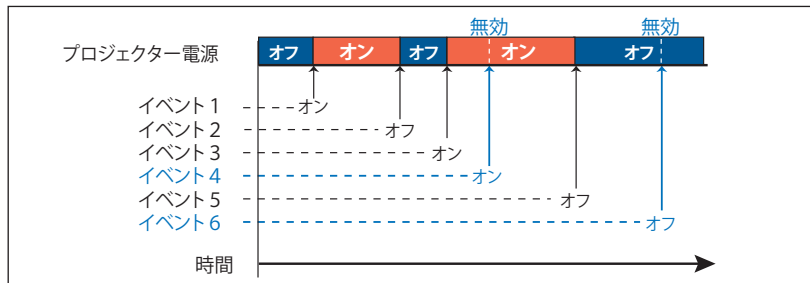 無効 無効
プロジェクター電源 オフ オン オフ オン オフ
イベント1 オン
イベント2 オフ
イベント3 オン
イベント4 オン
イベント5 オフ
イベント6 オフ
時間